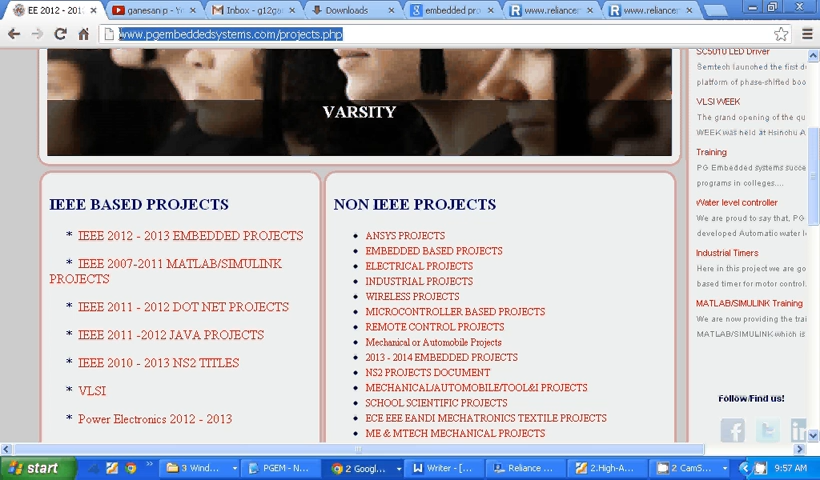 EE 2012 - 201
ganesan p - Yo
Inbox - g12ga
Downloads
embedded pro
www.reliancer
www.reliancer
www.pgembeddedsystems.com/projects.php
VARSITY
IEEE BASED PROJECTS
* IEEE 2012 - 2013 EMBEDDED PROJECTS
* IEEE 2007-2011 MATLAB/SIMULINK
PROJECTS
* IEEE 2011 - 2012 DOT NET PROJECTS
* IEEE 2011 -2012 JAVA PROJECTS
* IEEE 2010 - 2013 NS2 TITLES
* VLSI
* Power Electronics 2012 - 2013
NON IEEE PROJECTS
ANSYS PROJECTS
EMBEDDED BASED PROJECTS
ELECTRICAL PROJECTS
INDUSTRIAL PROJECTS
WIRELESS PROJECTS
MICROCONTROLLER BASED PROJECTS
REMOTE CONTROL PROJECTS
Mechanical or Automobile Projects
2013 - 2014 EMBEDDED PROJECTS
NS2 PROJECTS DOCUMENT
MECHANICAL/AUTOMOBILE/TOOL&I PROJECTS
SCHOOL SCIENTIFIC PROJECTS
ECE EEE EANDI MECHATRONICS TEXTILE PROJECTS
ME & MTECH MECHANICAL PROJECTS
SC5010 LED Driver
Semtech launched the first d
platform of phase-shifted boo
VLSI WEEK
The grand opening of the qu
WEEK was held at Hsinchu A
Training
PG Embedded systems succe
programs in colleges....
Water level controller
We are proud to say that, PG
developed Automatic water l
Industrial Timers
Here in this project we are go
based timer for motor control.
MATLAB/SIMULINK Training
We are now providing the trai
MATLAB/SIMULINK which is
Follow/Find us!
start
3 Wind...
PGEM - N...
2 Googl...
Writer - [...
Reliance ...
2.High-A...
2 CamS...
9:57 AM